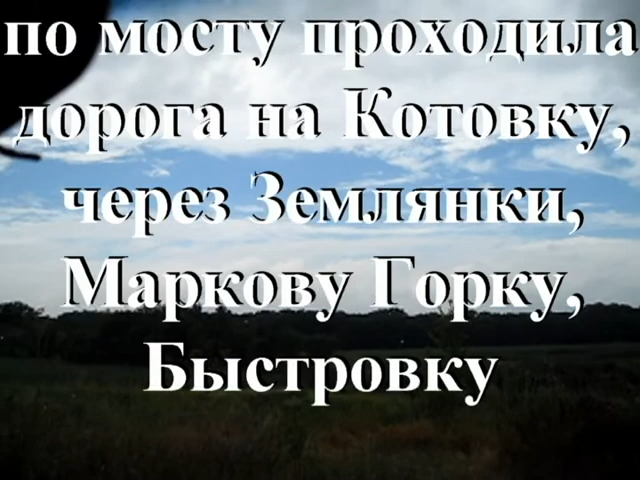 по мосту проходила
дорога на Котовку,
через Землянки,
Маркову Горку,
Быстровку